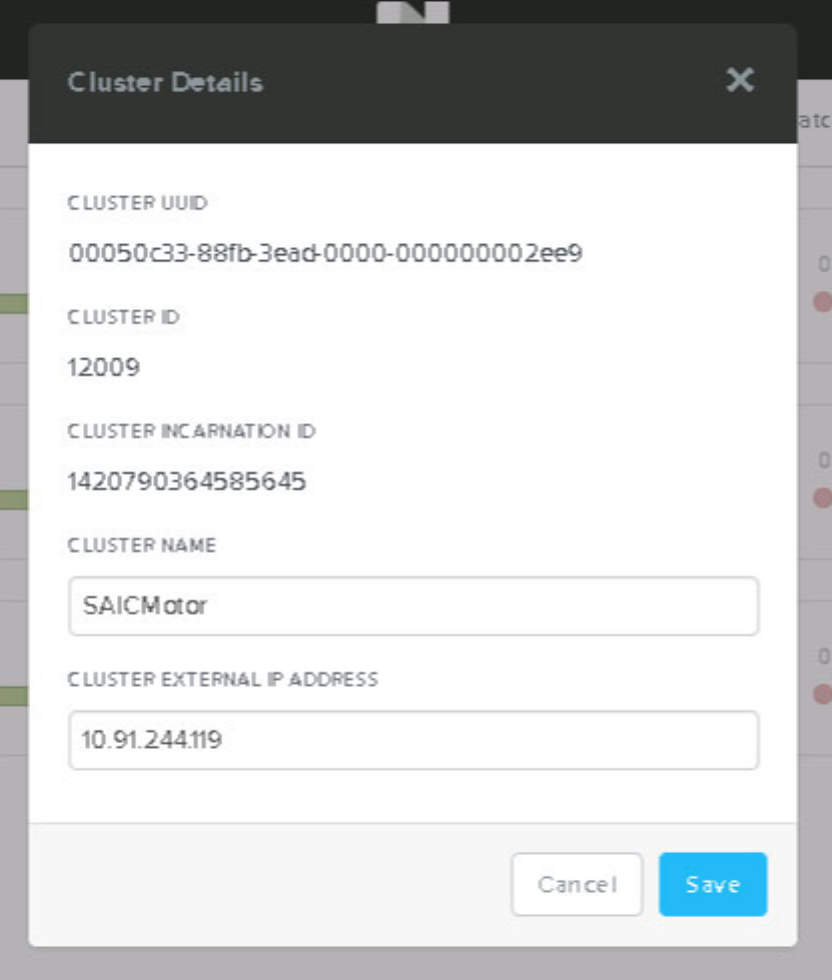 Cluster Details
atc
CLUSTER UUID
00050c33-88fb-3ead-0000-000000002ee9
0
CLUSTER ID
12009
CLUSTER INCARNATION ID
0
1420790364585645
CLUSTER NAME
SAICMotor
0
CLUSTER EXTERNAL IP ADDRESS
10.91.244.119
Cancel
Save